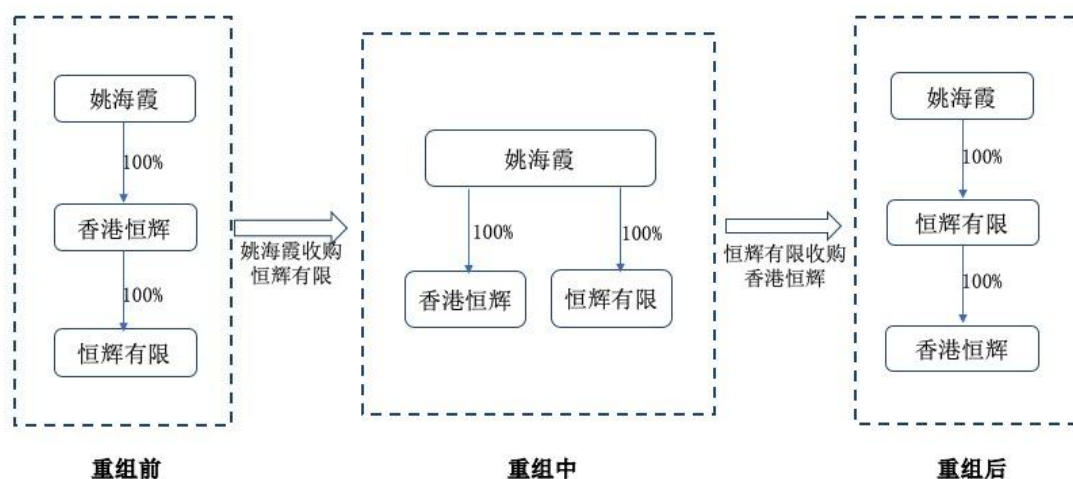 姚海霞
100%
香港恒辉
100%
恒辉有限
重组前
姚海霞收购
恒辉有限
姚海霞
100%
100%
香港恒辉
恒辉有限
重组中
恒辉有限收购
香港恒辉
姚海霞
100%
恒辉有限
100%
香港恒辉
重组后